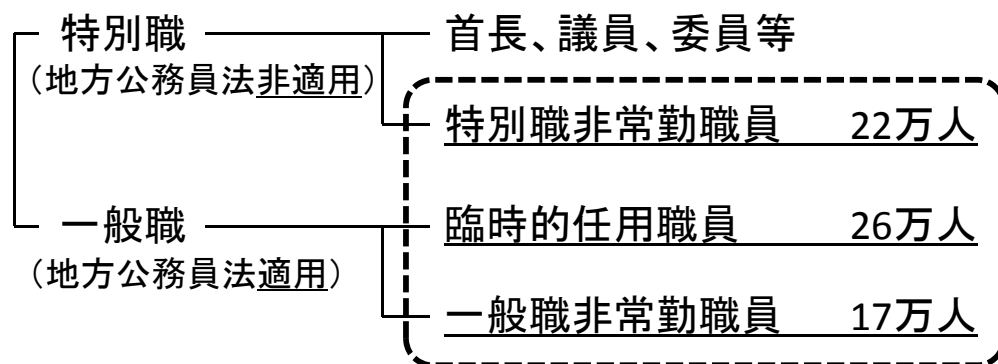 特別職 首長、議員、委員等
（地方公務員法非適用）
特別職非常勤職員 22万人
一般職 臨時的任用職員 26万人
（地方公務員法適用）
一般職非常勤職員 17万人